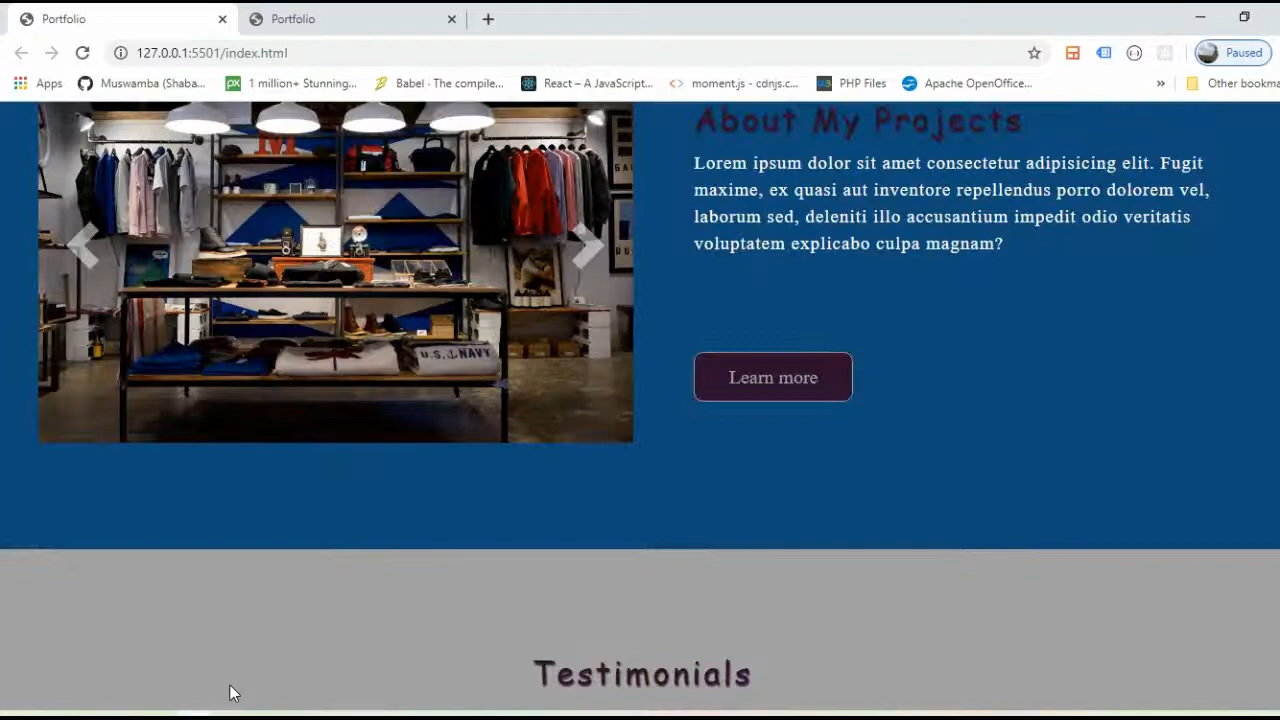 Portfolio
Portfolio
127.0.0.1:5501/index.html
Paused
Apps
Muswamba (Shaba...
1 million+ Stunning...
Babel · The compile...
React – A JavaScript...
moment.js - cdnjs.c...
PHP Files
Apache OpenOffice...
»
Other bookma
About My Projects
Lorem ipsum dolor sit amet consectetur adipisicing elit. Fugit
maxime, ex quasi aut inventore repellendus porro dolorem vel,
laborum sed, deleniti illo accusantium impedit odio veritatis
voluptatem explicabo culpa magnam?
M
U.S. NAVY
Learn more
Testimonials